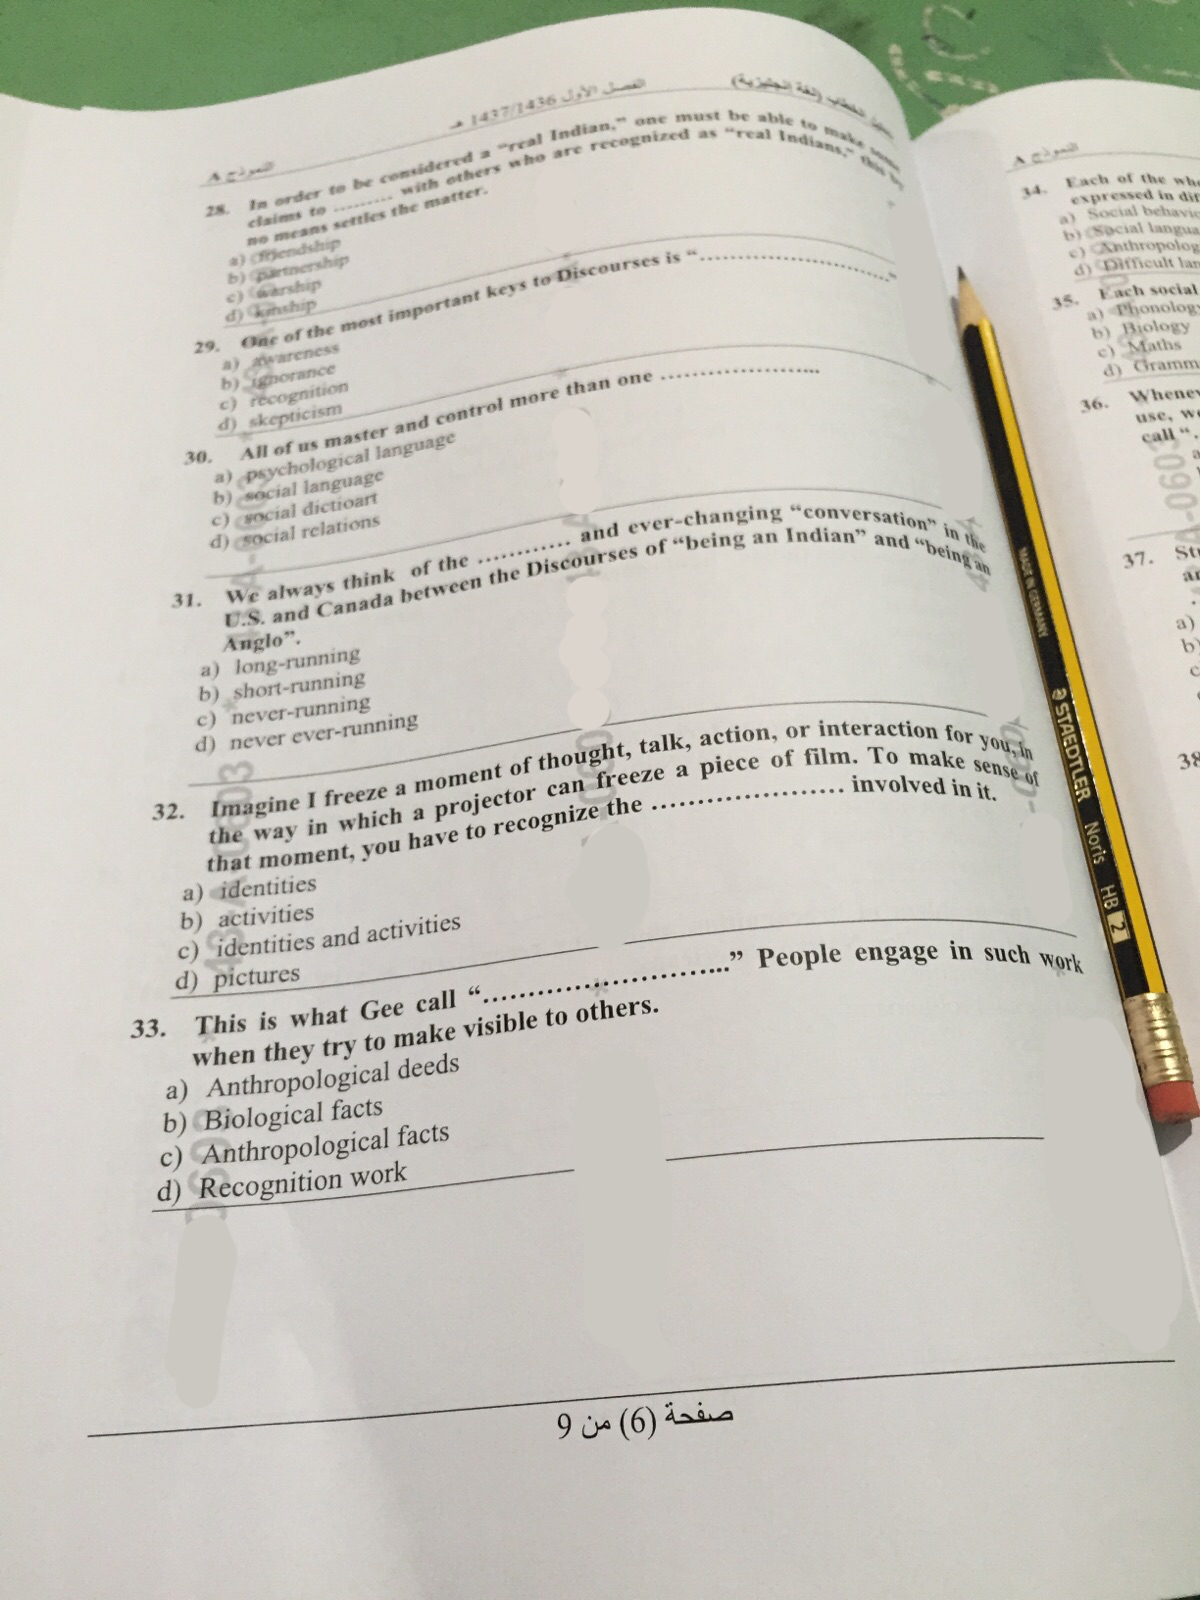 الفصل الأول 1437/1436 هـ
النموذج A
28. In order to be considered a “real Indian,” one must be able to make sense
claims to ......... with others who are recognized as “real Indians,” this by
no means settles the matter.
a) friendship
b) partnership
c) warship
d) kinship
29. One of the most important keys to Discourses is “..............................”
a) awareness
b) ignorance
c) recognition
d) skepticism
30. All of us master and control more than one .....................
a) psychological language
b) social language
c) social dictioart
d) social relations
31. We always think of the ............ and ever-changing “conversation” in the
U.S. and Canada between the Discourses of “being an Indian” and “being an
Anglo”.
a) long-running
b) short-running
c) never-running
d) never ever-running
32. Imagine I freeze a moment of thought, talk, action, or interaction for you, in
the way in which a projector can freeze a piece of film. To make sense of
that moment, you have to recognize the ...................... involved in it.
a) identities
b) activities
c) identities and activities
d) pictures
33. This is what Gee call “............................” People engage in such work
when they try to make visible to others.
a) Anthropological deeds
b) Biological facts
c) Anthropological facts
d) Recognition work
صفحة (6) من 9
النموذج A
34. Each of the
expressed in
a) Social
b) Social
c)
d) Difficult
35. Each social
a)
b) Biology
c) Maths
d)
36.
use,
call “.
37.
a)
b)
c
38
MADE IN GERMANY
STAEDTLER Noris HB 2